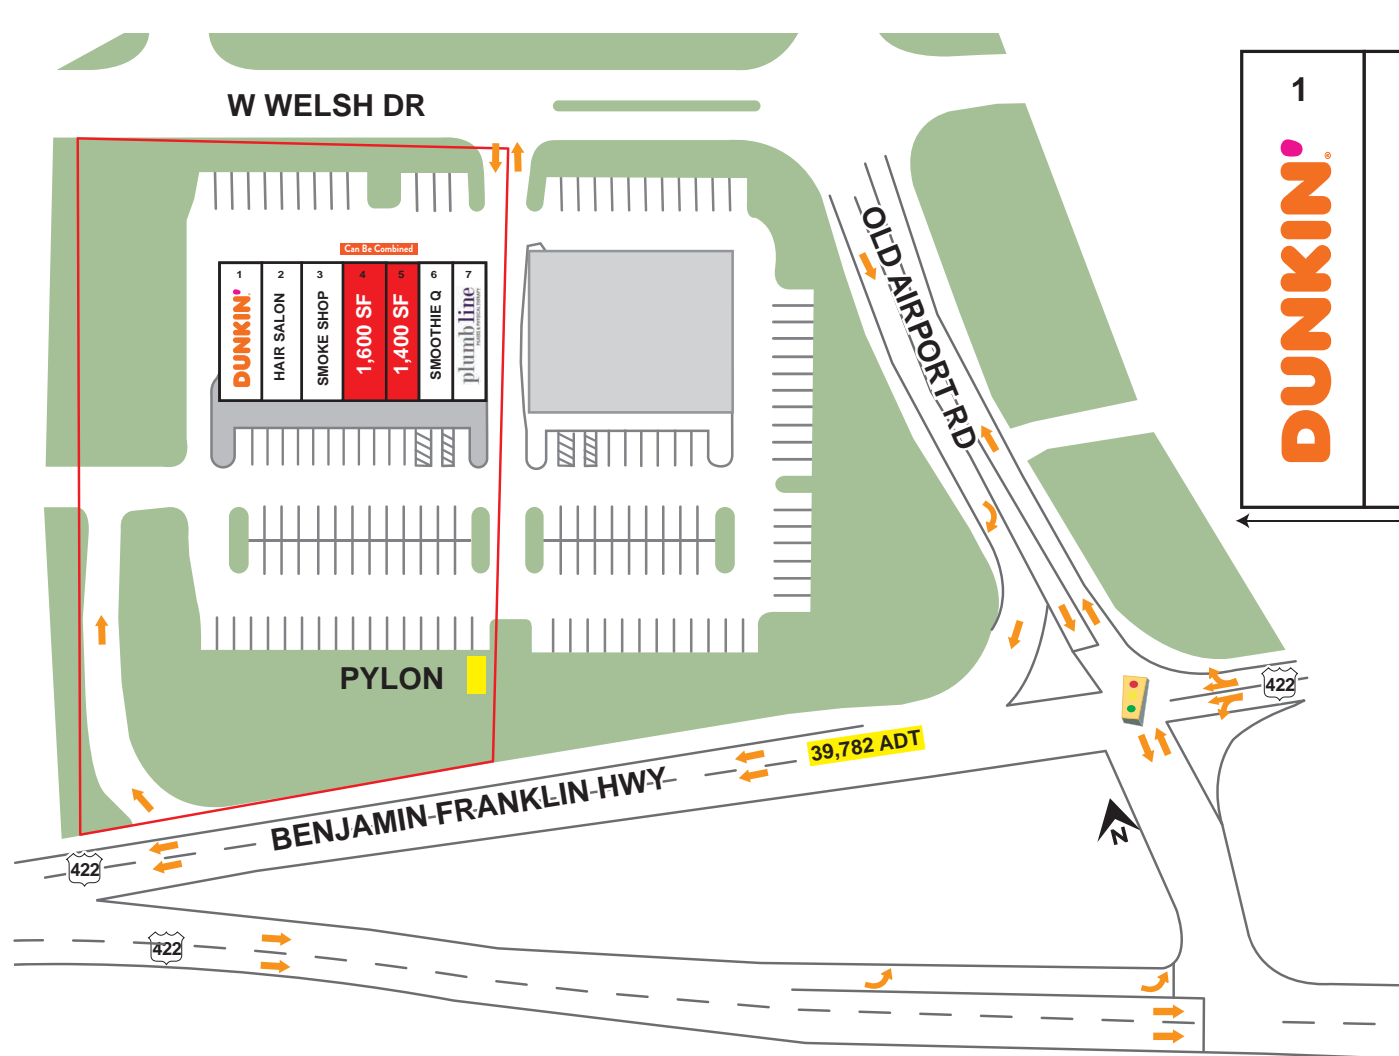 W WELSH DR
1
DUNKIN'
OLD AIRPORT RD
Can Be Combined
1
DUNKIN'
2
HAIR SALON
3
SMOKE SHOP
4
1,600 SF
5
1,400 SF
6
SMOOTHIE Q
7
plumbline
PYLON
422
39,782 ADT
BENJAMIN FRANKLIN HWY
N
422
422